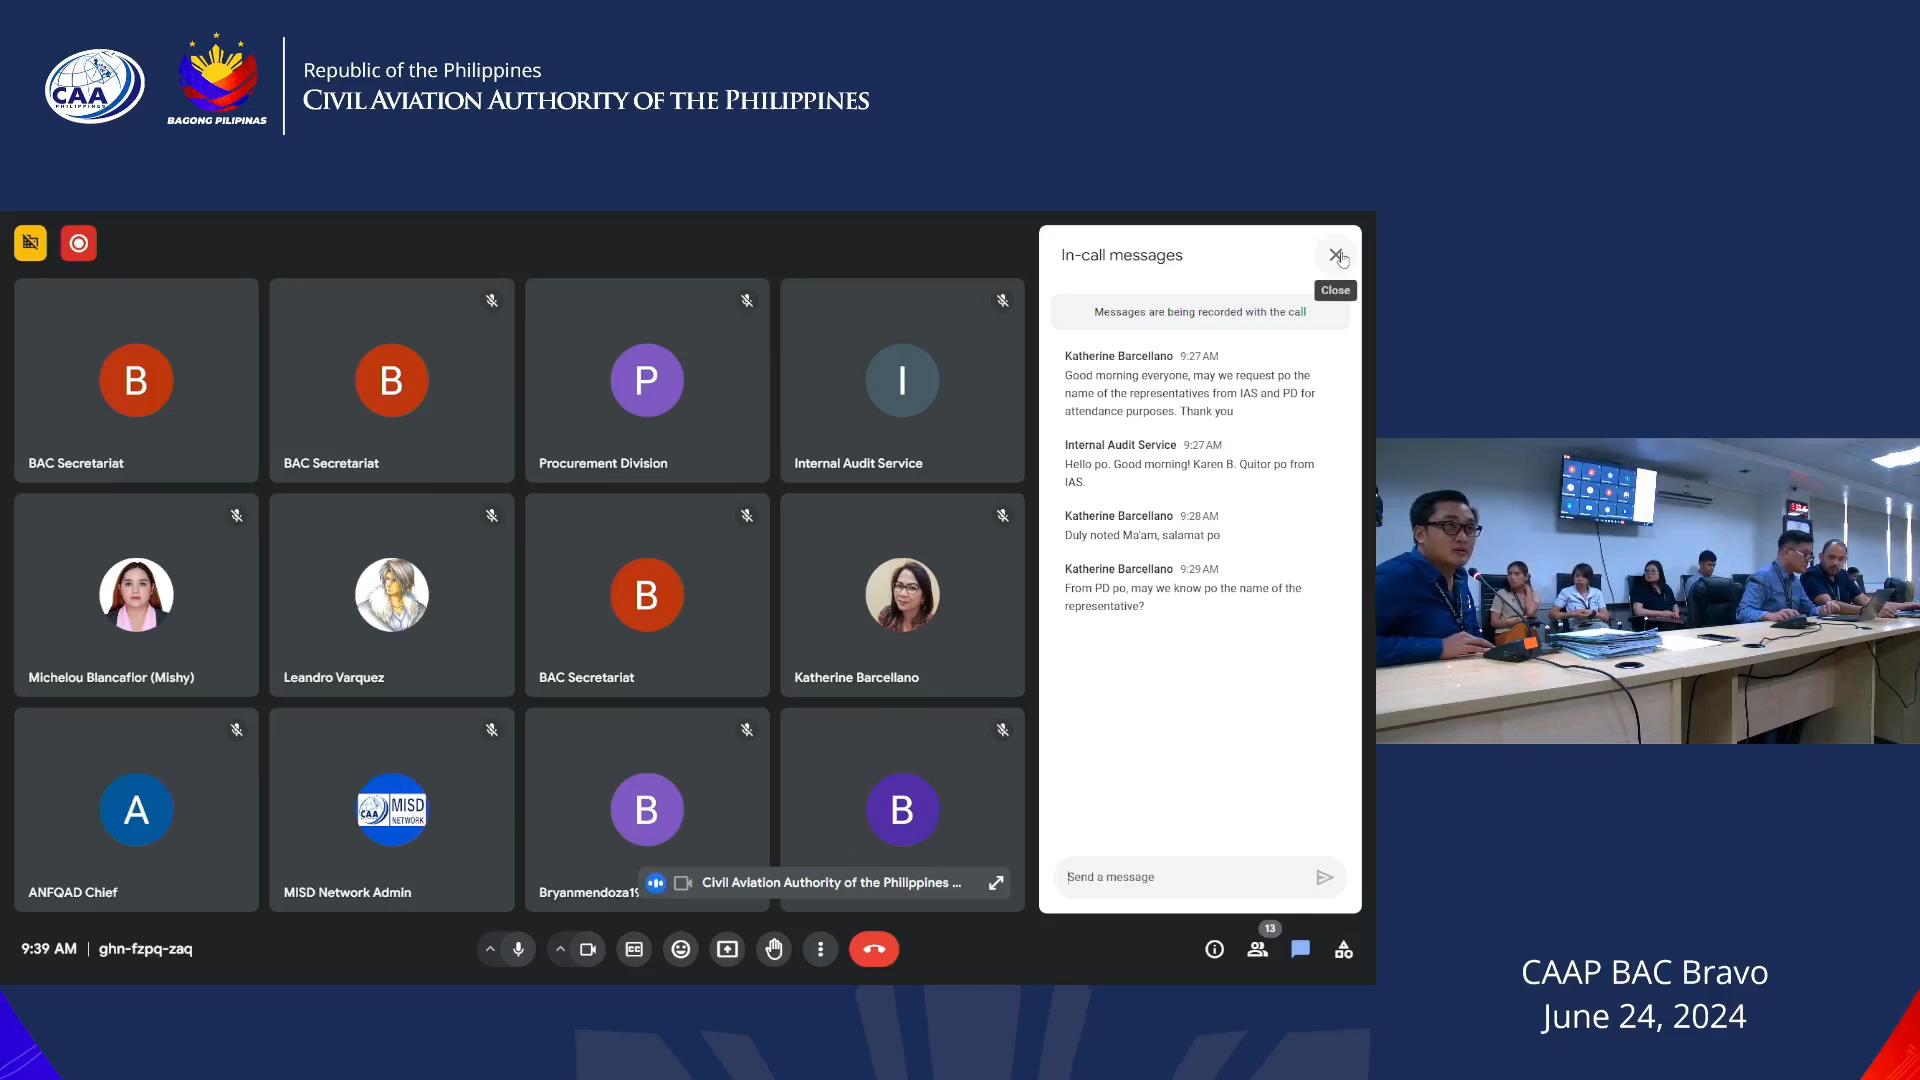 CAA
PHILIPPINES
BAGONG PILIPINAS
Republic of the Philippines
CIVIL AVIATION AUTHORITY OF THE PHILIPPINES
In-call messages
Close
Messages are being recorded with the call
Katherine Barcellano 9:27 AM
Good morning everyone, may we request po the
name of the representatives from IAS and PD for
attendance purposes. Thank you
Internal Audit Service 9:27 AM
Hello po. Good morning! Karen B. Quitor po from
IAS.
Katherine Barcellano 9:28 AM
Duly noted Ma'am, salamat po
Katherine Barcellano 9:29 AM
From PD po, may we know po the name of the
representative?
Send a message
B
BAC Secretariat
B
BAC Secretariat
P
Procurement Division
I
Internal Audit Service
Michelou Blancaflor (Mishy)
Leandro Varquez
B
BAC Secretariat
Katherine Barcellano
A
ANFQAD Chief
CAA
MISD
NETWORK
MISD Network Admin
B
Bryanmendoza19
B
Civil Aviation Authority of the Philippines ...
9:39 AM | ghn-fzpq-zaq
CC
13
CAAP BAC Bravo
June 24, 2024